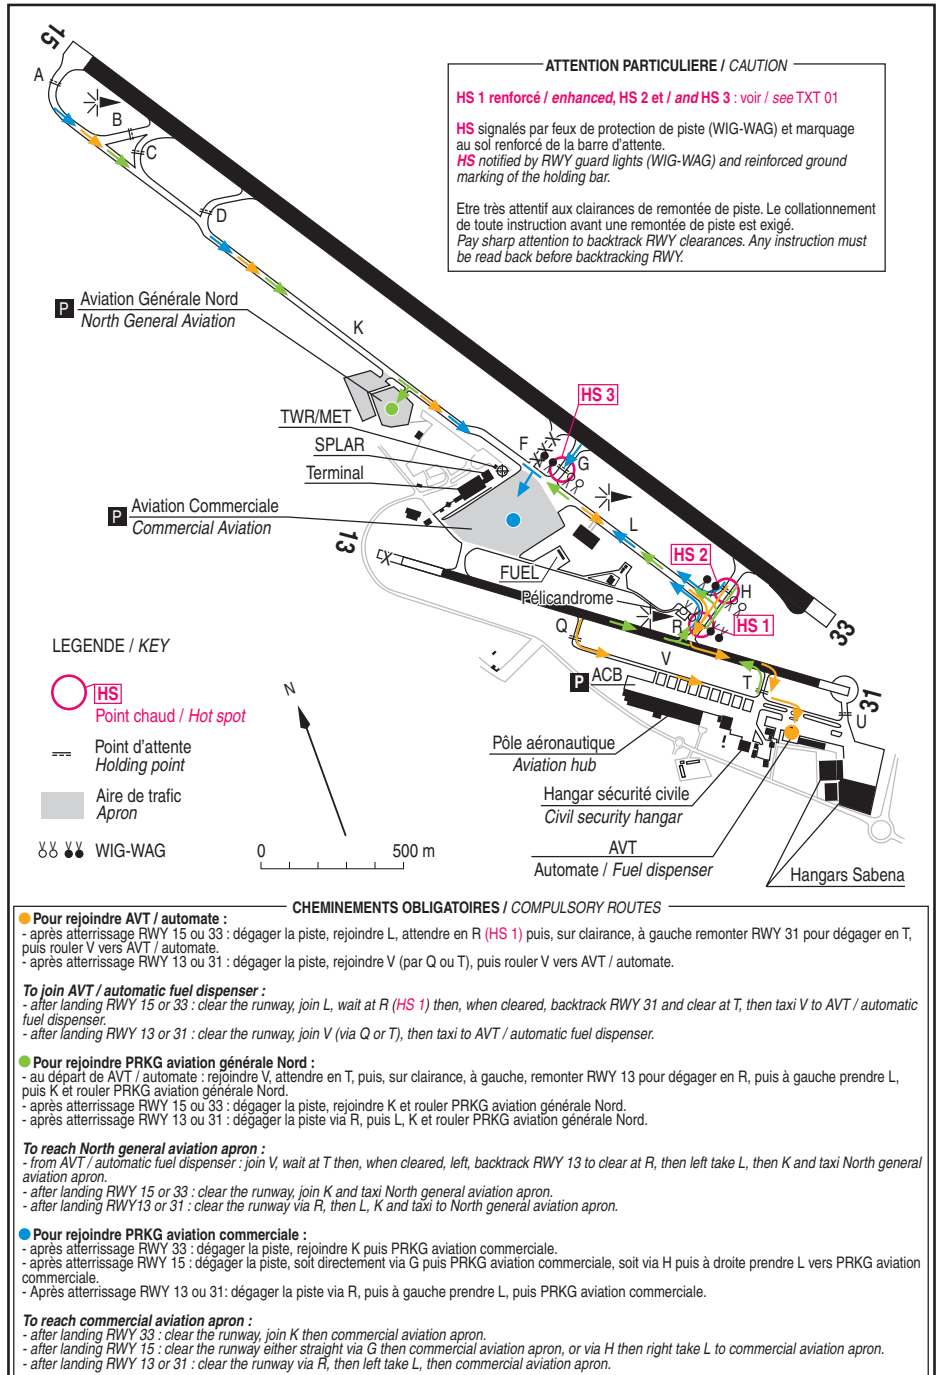 15
A
B
C
D
ATTENTION PARTICULIERE / CAUTION
HS 1 renforcé / enhanced, HS 2 et / and HS 3 : voir / see TXT 01
HS signalés par feux de protection de piste (WIG-WAG) et marquage
au sol renforcé de la barre d'attente.
HS notified by RWY guard lights (WIG-WAG) and reinforced ground
marking of the holding bar.
Etre très attentif aux clairances de remontée de piste. Le collationnement
de toute instruction avant une remontée de piste est exigé.
Pay sharp attention to backtrack RWY clearances. Any instruction must
be read back before backtracking RWY.
P Aviation Générale Nord
North General Aviation
K
HS 3
TWR/MET
F
G
SPLAR
Terminal
P Aviation Commerciale
Commercial Aviation
L
13
HS 2
FUEL
H
Pélicandrome
R
HS 1
33
Q
V
T
P ACB
31
U
LEGENDE / KEY
HS
Point chaud / Hot spot
N
Point d'attente
Holding point
Aire de trafic
Apron
WIG-WAG
0 500 m
Pôle aéronautique
Aviation hub
Hangar sécurité civile
Civil security hangar
AVT
Automate / Fuel dispenser
Hangars Sabena
CHEMINEMENTS OBLIGATOIRES / COMPULSORY ROUTES
Pour rejoindre AVT / automate :
- après atterrissage RWY 15 ou 33 : dégager la piste, rejoindre L, attendre en R (HS 1) puis, sur clairance, à gauche remonter RWY 31 pour dégager en T,
puis rouler V vers AVT / automate.
- après atterrissage RWY 13 ou 31 : dégager la piste, rejoindre V (par Q ou T), puis rouler V vers AVT / automate.
To join AVT / automatic fuel dispenser :
- after landing RWY 15 or 33 : clear the runway, join L, wait at R (HS 1) then, when cleared, backtrack RWY 31 and clear at T, then taxi V to AVT / automatic
fuel dispenser.
- after landing RWY 13 or 31 : clear the runway, join V (via Q or T), then taxi to AVT / automatic fuel dispenser.
Pour rejoindre PRKG aviation générale Nord :
- au départ de AVT / automate : rejoindre V, attendre en T, puis, sur clairance, à gauche, remonter RWY 13 pour dégager en R, puis à gauche prendre L,
puis K et rouler PRKG aviation générale Nord.
- après atterrissage RWY 15 ou 33 : dégager la piste, rejoindre K et rouler PRKG aviation générale Nord.
- après atterrissage RWY 13 ou 31 : dégager la piste via R, puis L, K et rouler PRKG aviation générale Nord.
To reach North general aviation apron :
- from AVT / automatic fuel dispenser : join V, wait at T then, when cleared, left, backtrack RWY 13 to clear at R, then left take L, then K and taxi North general
aviation apron.
- after landing RWY 15 or 33 : clear the runway, join K and taxi North general aviation apron.
- after landing RWY13 or 31 : clear the runway via R, then L, K and taxi to North general aviation apron.
Pour rejoindre PRKG aviation commerciale :
- après atterrissage RWY 33 : dégager la piste, rejoindre K puis PRKG aviation commerciale.
- après atterrissage RWY 15 : dégager la piste, soit directement via G puis PRKG aviation commerciale, soit via H puis à droite prendre L vers PRKG aviation
commerciale.
- Après atterrissage RWY 13 ou 31: dégager la piste via R, puis à gauche prendre L, puis PRKG aviation commerciale.
To reach commercial aviation apron :
- after landing RWY 33 : clear the runway, join K then commercial aviation apron.
- after landing RWY 15 : clear the runway either straight via G then commercial aviation apron, or via H then right take L to commercial aviation apron.
- after landing RWY 13 or 31 : clear the runway via R, then left take L, then commercial aviation apron.